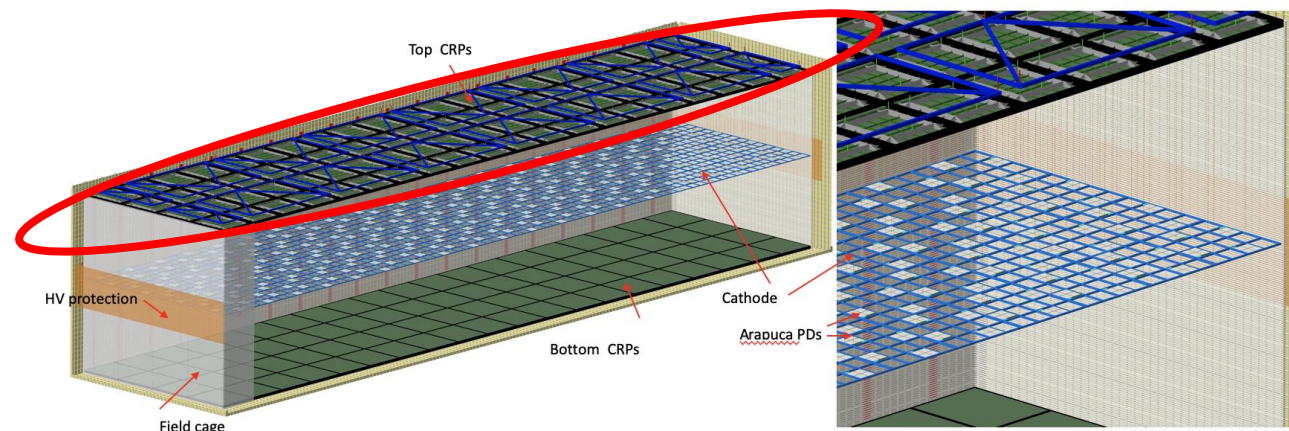 Top  CRPs
HV protection
Cathode
Arapuca PDs
Bottom  CRPs
Field cage